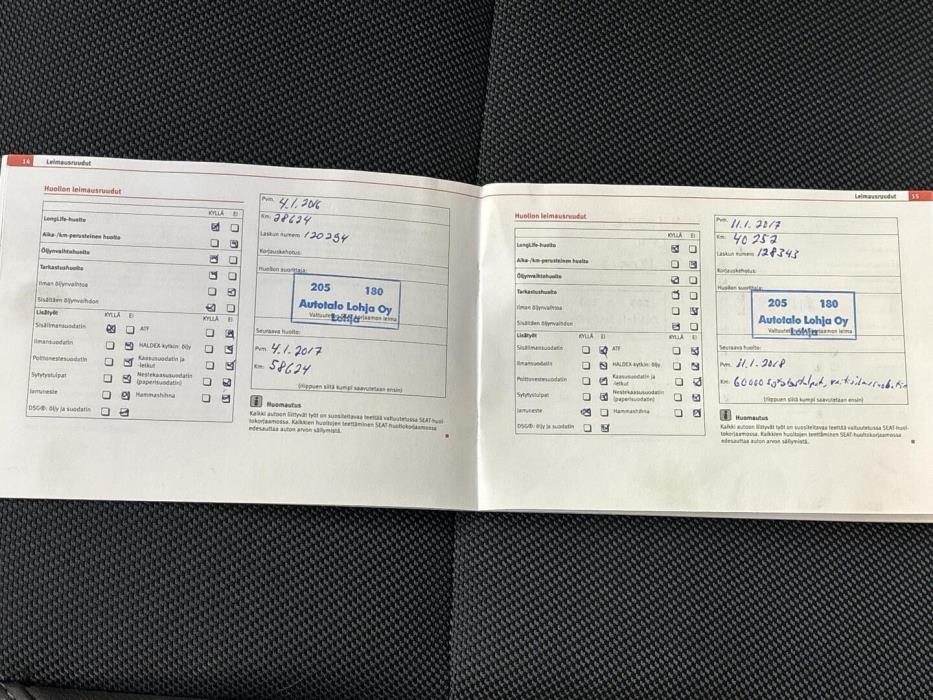 14 Leimausruudut
Huollon leimausruudut
KYLLÄ EI
LongLife-huolto
Aika-/km-perusteinen huolto
Öljynvaihtohuolto
Tarkastushuolto
Ilman öljynvaihtoa
Sisältäen öljynvaihdon
Lisätyöt KYLLÄ EI KYLLÄ EI
Sisäilmansuodatin ATF
Ilmansuodatin HALDEX-kytkin: öljy
Polttonestesuodatin Kaasusuodatin ja -letkut
Sytytystulpat Nestekaasusuodatin (paperisuodatin)
Jarruneste Hammashihna
DSG®: öljy ja suodatin
Pvm. 4.1.2016
Km: 28624
Laskun numero 120294
Korjauskehotus:
Huollon suorittaja:
205 180
Autotalo Lohja Oy
Lohja
Seuraava huolto:
Pvm. 4.1.2017
Km: 58624
(riippuen siitä kumpi saavutetaan ensin)
Huomautus
Kaikki autoon liittyvät työt on suositeltavaa teettää valtuutetussa SEAT-huol-
tokorjaamossa. Kaikkien huoltojen teettäminen SEAT-huoltokorjaamossa
edesauttaa auton arvon säilymistä.
Leimausruudut 15
Huollon leimausruudut
KYLLÄ EI
LongLife-huolto
Aika-/km-perusteinen huolto
Öljynvaihtohuolto
Tarkastushuolto
Ilman öljynvaihtoa
Sisältäen öljynvaihdon
Lisätyöt KYLLÄ EI KYLLÄ EI
Sisäilmansuodatin ATF
Ilmansuodatin HALDEX-kytkin: öljy
Polttonestesuodatin Kaasusuodatin ja -letkut
Sytytystulpat Nestekaasusuodatin (paperisuodatin)
Jarruneste Hammashihna
DSG®: öljy ja suodatin
Pvm. 11.1.2017
Km: 40252
Laskun numero 128343
Korjauskehotus:
Huollon suorittaja:
205 180
Autotalo Lohja Oy
Lohja
Seuraava huolto:
Pvm. 11.1.2018
Km: 60000
(riippuen siitä kumpi saavutetaan ensin)
Huomautus
Kaikki autoon liittyvät työt on suositeltavaa teettää valtuutetussa SEAT-huol-
tokorjaamossa. Kaikkien huoltojen teettäminen SEAT-huoltokorjaamossa
edesauttaa auton arvon säilymistä.